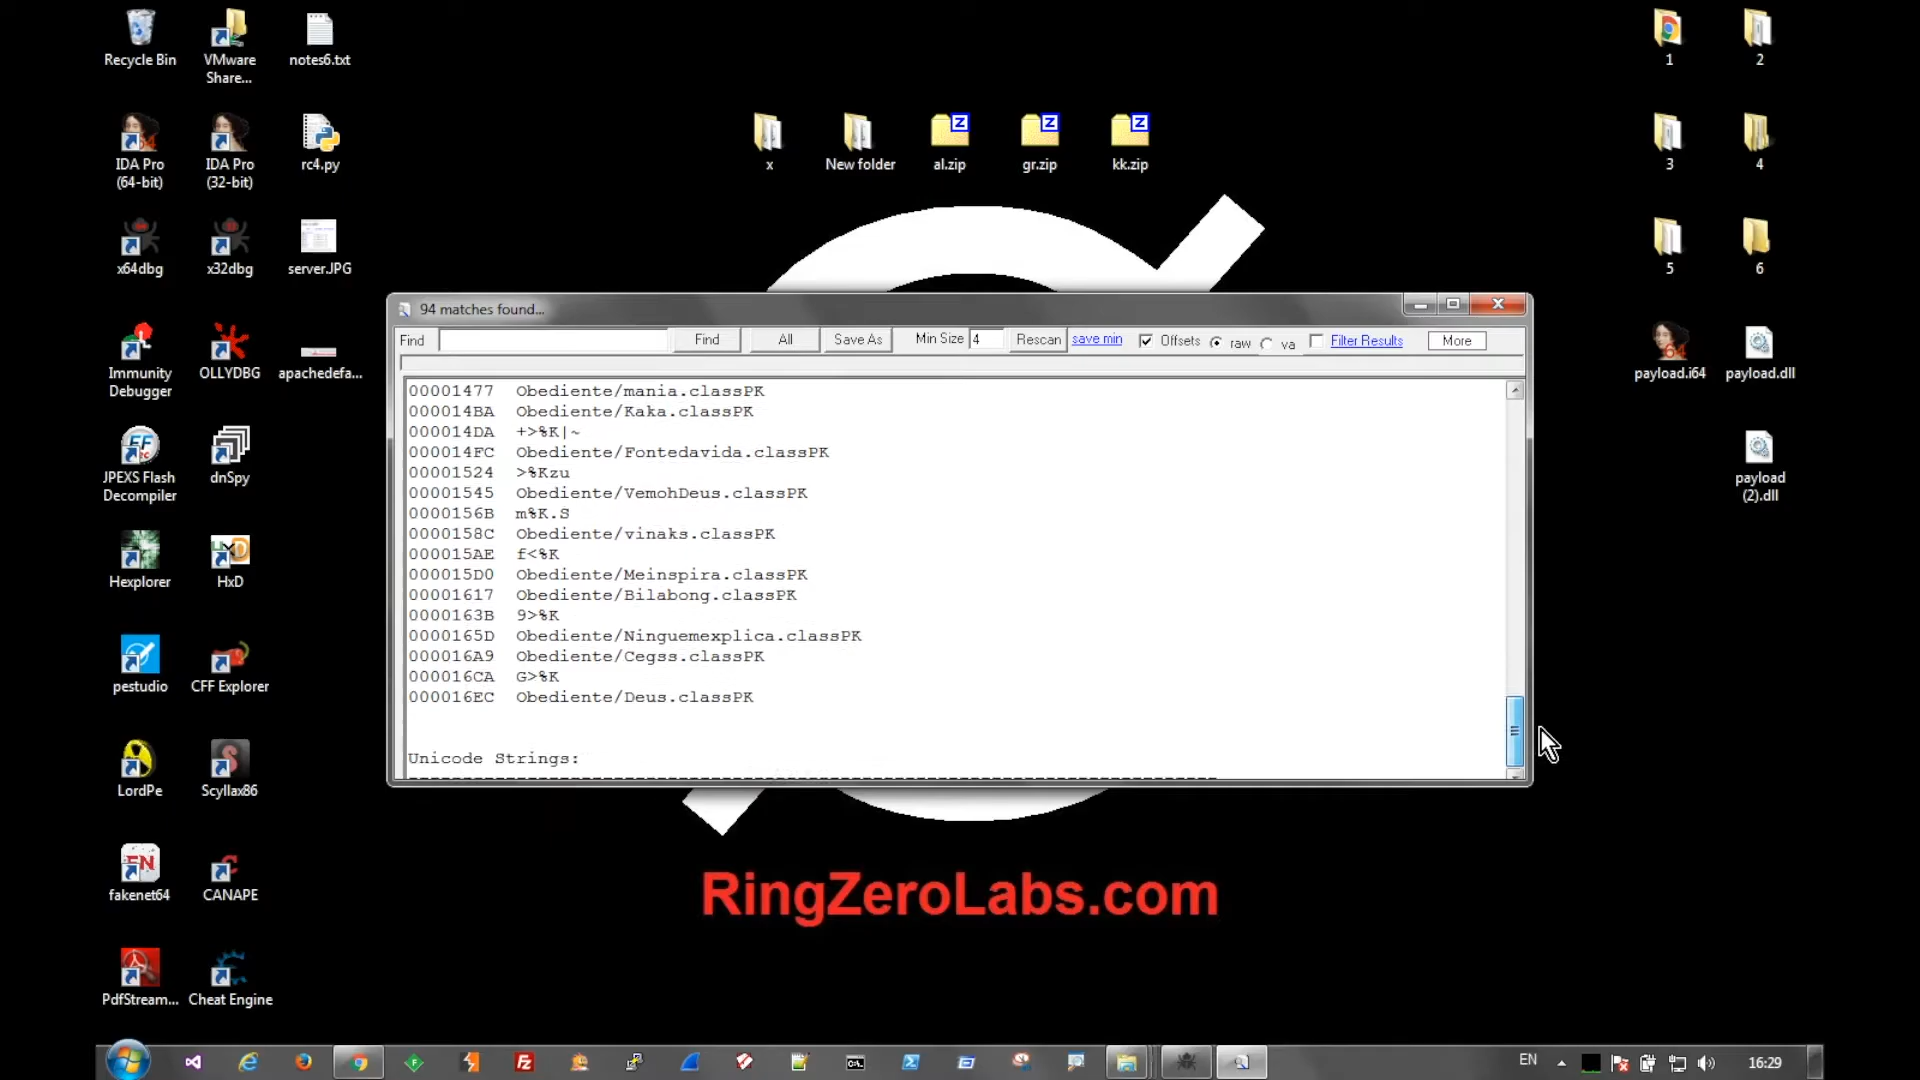 Recycle Bin
VMware
Share...
notes6.txt
1
2
IDA Pro
(64-bit)
IDA Pro
(32-bit)
rc4.py
x
New folder
al.zip
gr.zip
kk.zip
3
4
x64dbg
x32dbg
server.JPG
5
6
94 matches found...
Find
Find
All
Save As
Min Size
4
Rescan
save min
Offsets
raw
va
Filter Results
More
Immunity
Debugger
OLLYDBG
apachedefa...
payload.i64
payload.dll
00001477 Obediente/mania.classPK
000014BA Obediente/Kaka.classPK
000014DA +>%K|~
000014FC Obediente/Fontedavida.classPK
00001524 >%Kzu
00001545 Obediente/VemohDeus.classPK
0000156B m%K.S
0000158C Obediente/vinaks.classPK
000015AE f<%K
000015D0 Obediente/Meinspira.classPK
00001617 Obediente/Bilabong.classPK
0000163B 9>%K
0000165D Obediente/Ninguemexplica.classPK
000016A9 Obediente/Cegss.classPK
000016CA G>%K
000016EC Obediente/Deus.classPK
Unicode Strings:
JPEXS Flash
Decompiler
dnSpy
payload
(2).dll
Hexplorer
HxD
pestudio
CFF Explorer
LordPe
Scyllax86
fakenet64
CANAPE
RingZeroLabs.com
PdfStream...
Cheat Engine
EN
16:29